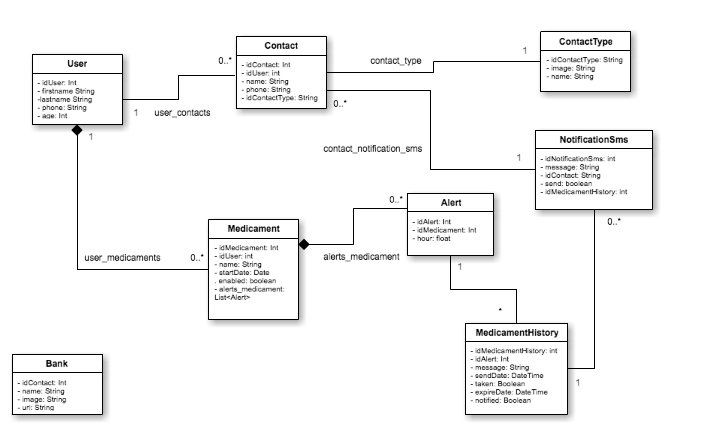 User
- idUser: Int
- firstname String
-lastname String
- phone: String
- age: Int
1
user_contacts
1
0..*
Contact
- idContact: Int
- idUser: int
- name: String
- phone: String
- idContactType: String
0..*
contact_type
1
ContactType
- idContactType: String
- image: String
- name: String
contact_notification_sms
1
NotificationSms
- idNotificationSms: int
- message: String
- idContact: String
- send: boolean
- idMedicamentHistory: int
0..*
user_medicaments
0..*
Medicament
- idMedicament: Int
- idUser: int
- name: String
- startDate: Date
. enabled: boolean
- alerts_medicament:
List<Alert>
alerts_medicament
0..*
Alert
- idAlert: Int
- idMedicament: Int
- hour: float
1
*
MedicamentHistory
- idMedicamentHistory: int
- idAlert: Int
- message: String
- sendDate: DateTime
- taken: Boolean
- expireDate: DateTime
- notified: Boolean
1
Bank
- idContact: Int
- name: String
- image: String
- url: String